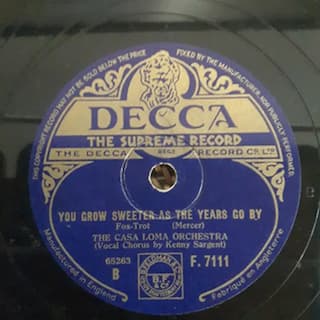 THIS COPYRIGHT RECORD MAY NOT BE SOLD BELOW THE PRICE FIXED BY THE MANUFACTURER NOR PUBLICLY PERFORMED
DECCA
THE SUPREME RECORD
THE DECCA RECORD Co. LTD.
YOU GROW SWEETER AS THE YEARS GO BY
Fox-Trot (Mercer)
THE CASA LOMA ORCHESTRA
(Vocal Chorus by Kenny Sargent)
65263 F. 7111
B
B.F.
& Co
Manufactured in England
Fabriqué en Angleterre